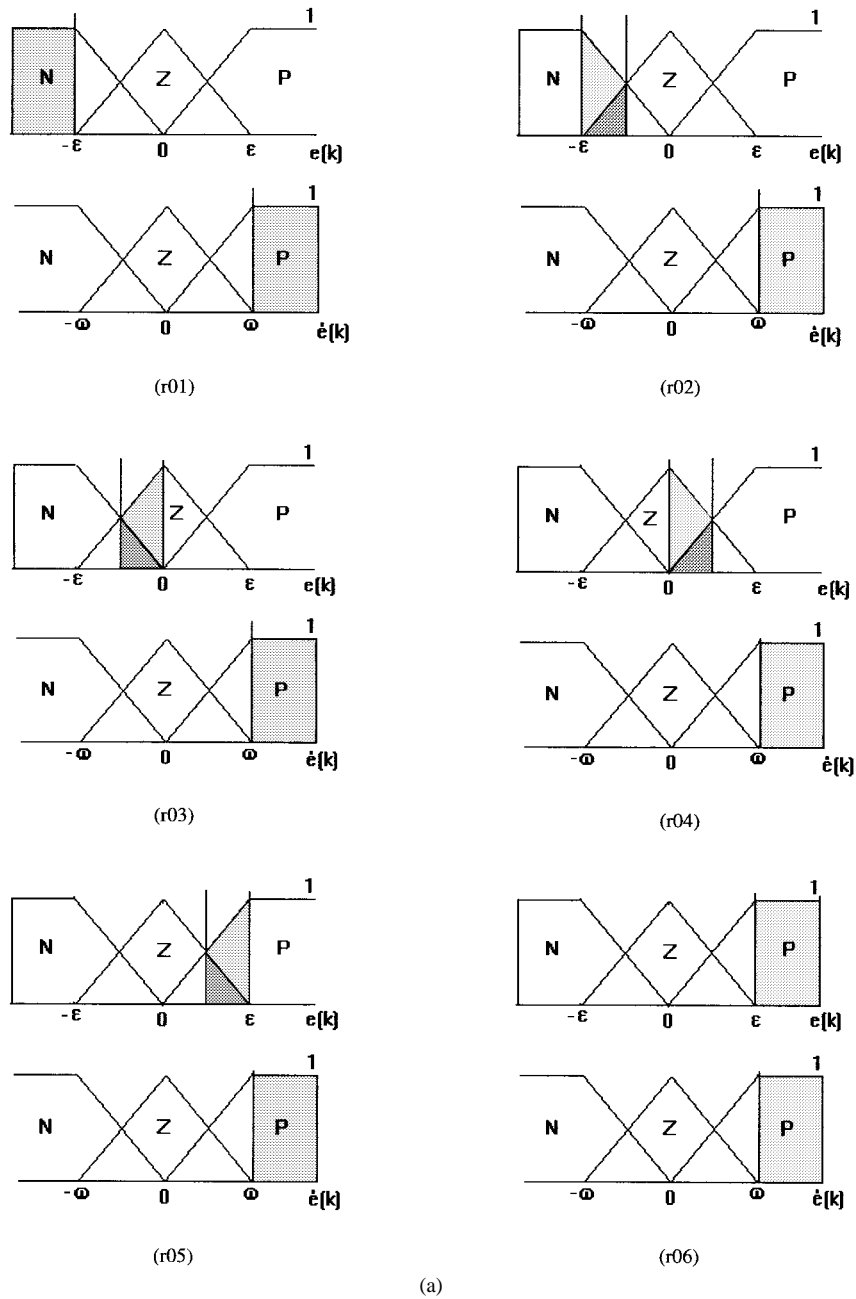 1
N Z P
-ε 0 ε e(k)
1
N Z P
-ω 0 ω ė(k)
(r01)
1
N Z P
-ε 0 ε e(k)
1
N Z P
-ω 0 ω ė(k)
(r02)
1
N Z P
-ε 0 ε e(k)
1
N Z P
-ω 0 ω ė(k)
(r03)
1
N Z P
-ε 0 ε e(k)
1
N Z P
-ω 0 ω ė(k)
(r04)
1
N Z P
-ε 0 ε e(k)
1
N Z P
-ω 0 ω ė(k)
(r05)
1
N Z P
-ε 0 ε e(k)
1
N Z P
-ω 0 ω ė(k)
(r06)
(a)